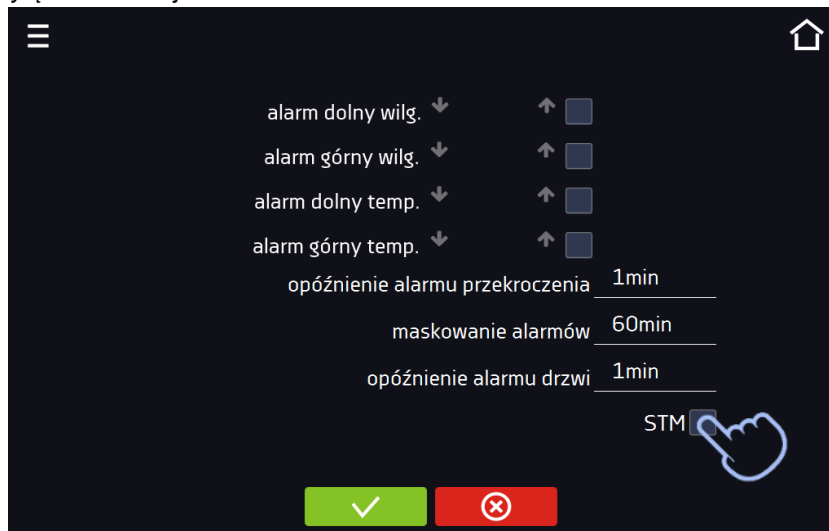 alarm dolny wilg.
alarm górny wilg.
alarm dolny temp.
alarm górny temp.
opóźnienie alarmu przekroczenia 1min
maskowanie alarmów 60min
opóźnienie alarmu drzwi 1min
STM